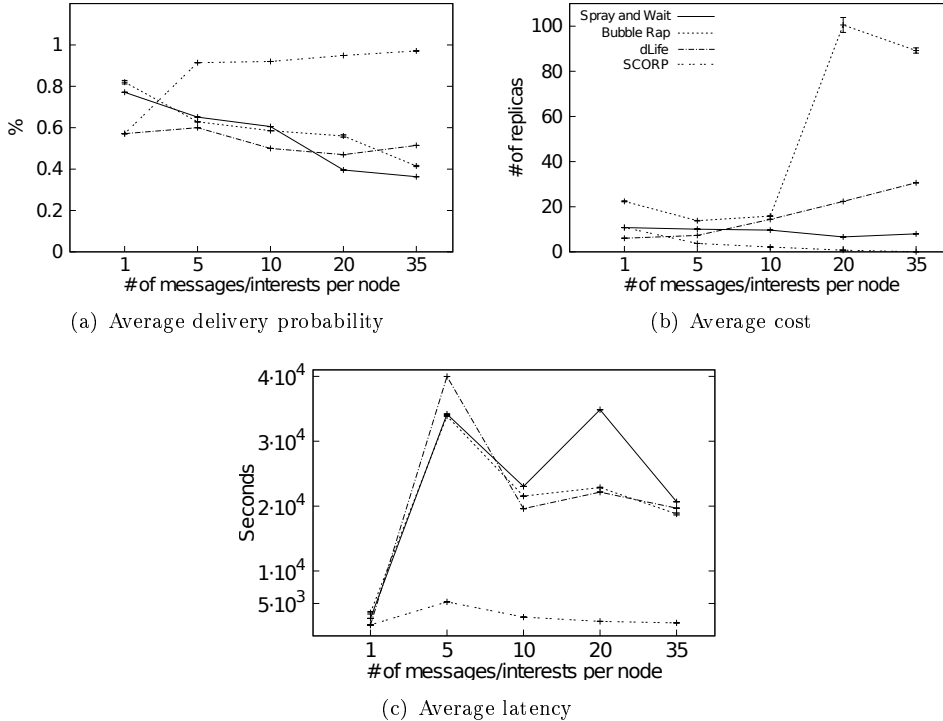 1
0.8
0.6
0.4
0.2
0
%
1 5 10 20 35
# of messages/interests per node
(a) Average delivery probability
Spray and Wait
Bubble Rap
dLife
SCORP
100
80
60
40
20
0
# of replicas
1 5 10 20 35
# of messages/interests per node
(b) Average cost
4·10⁴
3·10⁴
2·10⁴
1·10⁴
5·10³
Seconds
1 5 10 20 35
# of messages/interests per node
(c) Average latency